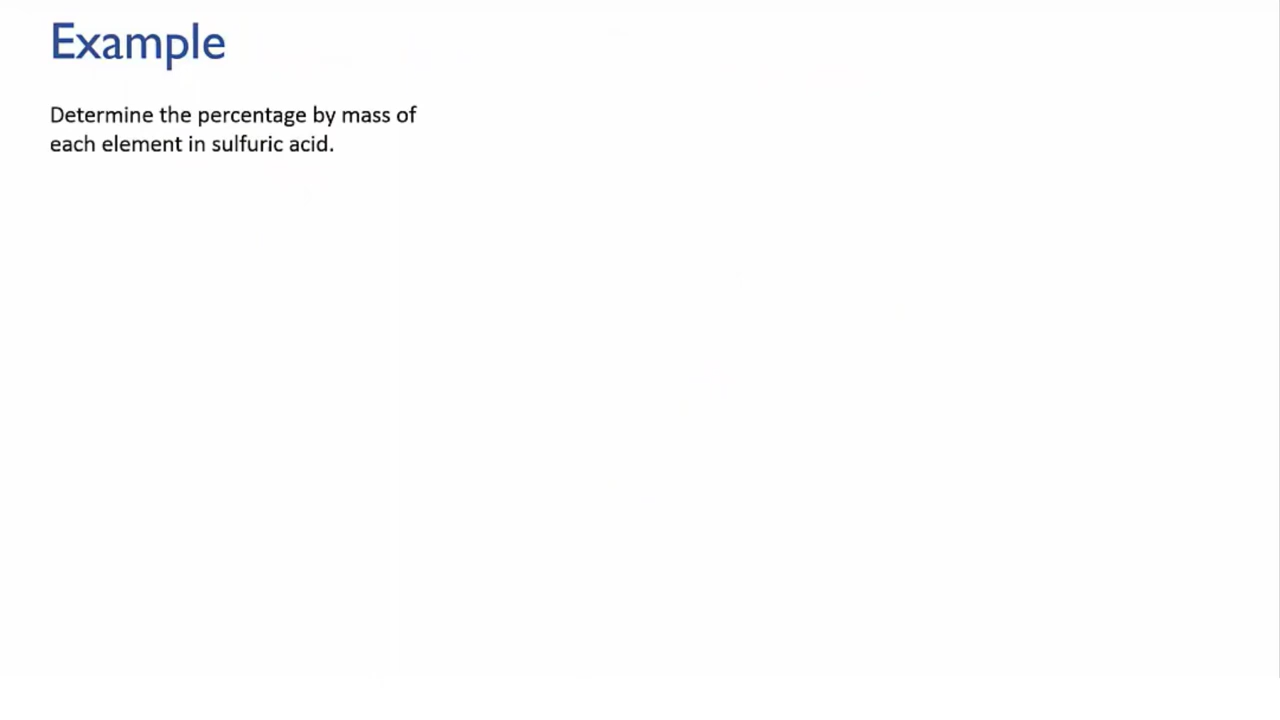 Example
Determine the percentage by mass of
each element in sulfuric acid.